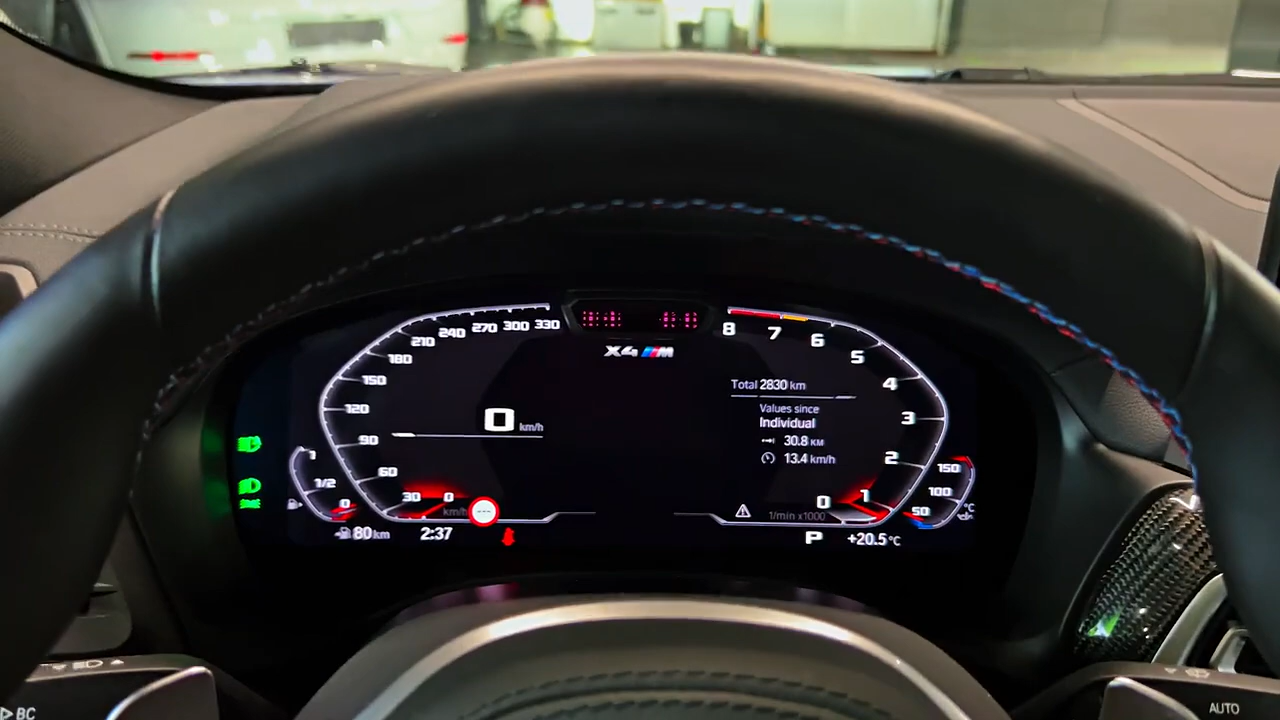 330
300
270
240
210
180
150
120
90
60
30
0
km/h
0 km/h
X4 M
8
7
6
5
4
3
2
1
0
1/min x1000
Total 2830 km
Values since
Individual
30.8 KM
13.4 km/h
1
1/2
0
150
100
50
°C
---
80 km
2:37
P
+20.5 °C
BC
AUTO